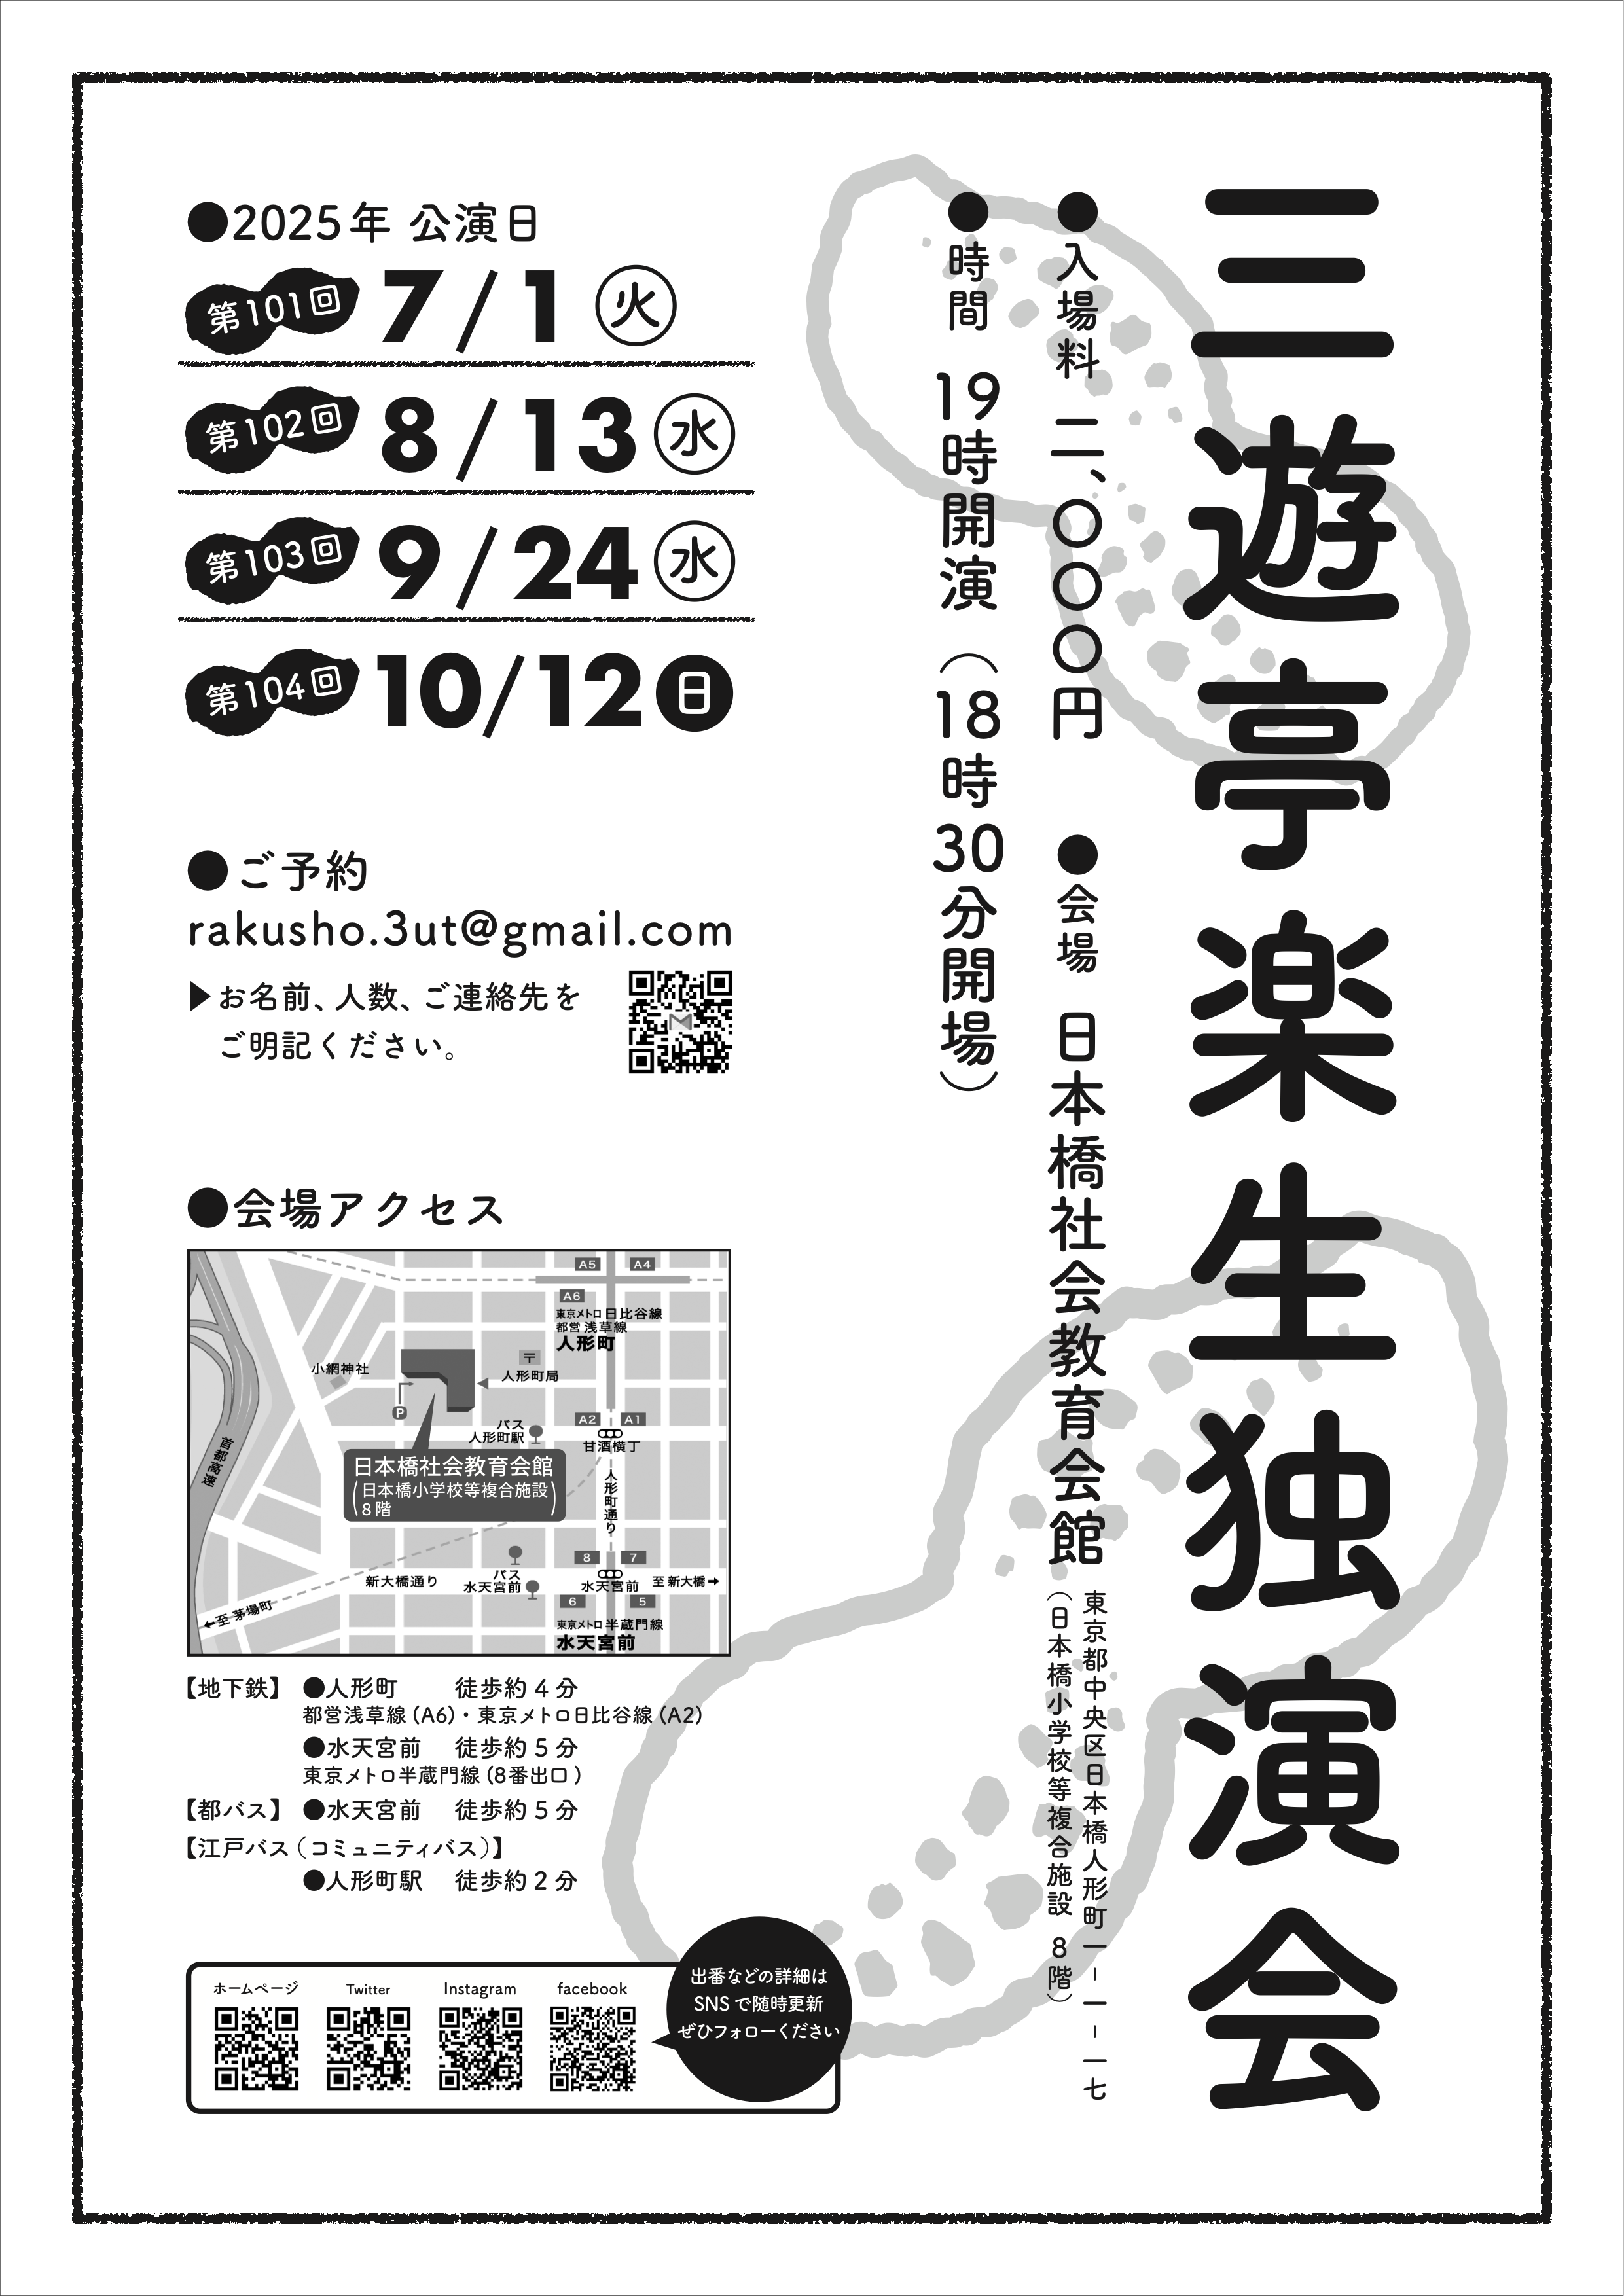 三遊亭楽生独演会
●入場料 二、〇〇〇円 ●会場 日本橋社会教育会館
東京都中央区日本橋人形町一-一-一七
(日本橋小学校等複合施設 8階)
●時間 19時開演(18時30分開場)
●2025年 公演日
第101回 7/1 火
第102回 8/13 水
第103回 9/24 水
第104回 10/12 日
●ご予約
rakusho.3ut@gmail.com
▶お名前、人数、ご連絡先を
ご明記ください。
●会場アクセス
A5 A4
A6
東京メトロ 日比谷線
都営 浅草線
人形町
〒
人形町局
小網神社
P
バス
人形町駅
A2 A1
甘酒横丁
首都高速
日本橋社会教育会館
(日本橋小学校等複合施設
8階)
人形町通り
8 7
バス
水天宮前
新大橋通り
水天宮前
至 新大橋➡
6 5
⬅至 茅場町
東京メトロ 半蔵門線
水天宮前
【地下鉄】 ●人形町 徒歩約4分
都営浅草線(A6)・東京メトロ日比谷線(A2)
●水天宮前 徒歩約5分
東京メトロ半蔵門線(8番出口)
【都バス】 ●水天宮前 徒歩約5分
【江戸バス(コミュニティバス)】
●人形町駅 徒歩約2分
ホームページ Twitter Instagram facebook
出番などの詳細は
SNSで随時更新
ぜひフォローください